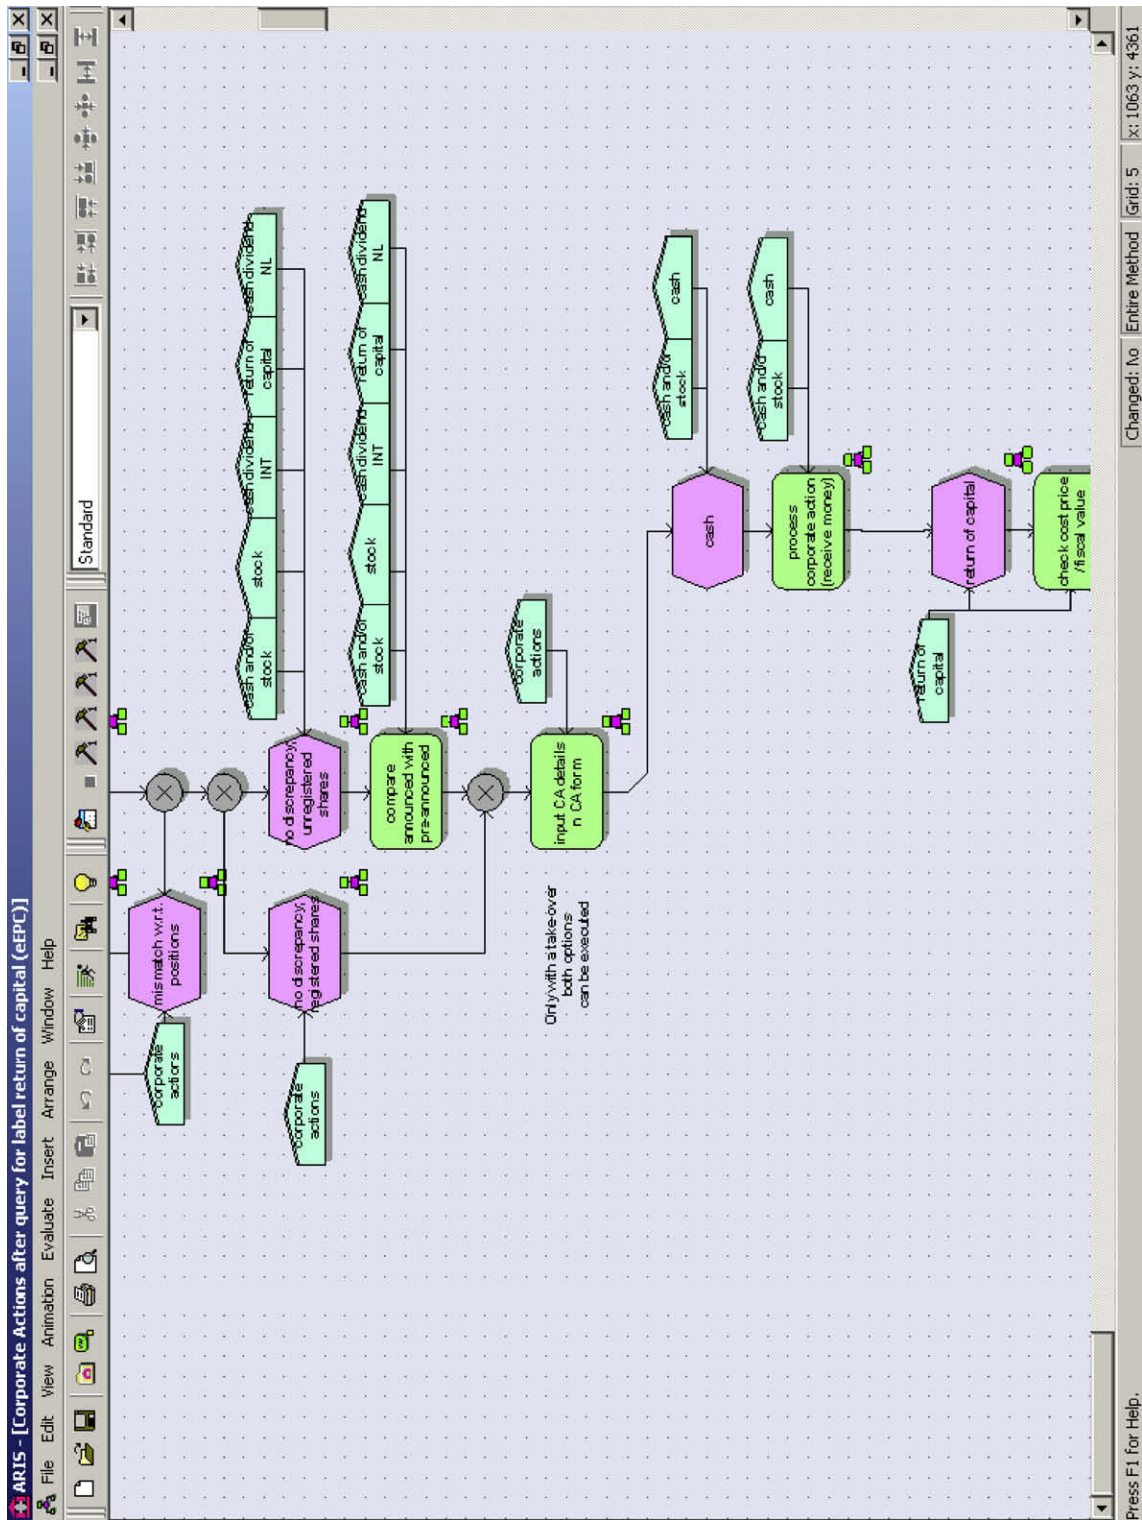 ARIS - [Corporate Actions after query for label return of capital (eEPC)]
File Edit View Animation Evaluate Insert Arrange Window Help
Standard
corporate
actions
mismatch w.r.t.
positions
corporate
actions
no discrepancy,
registered shares
no discrepancy,
unregistered
shares
cash and/or
stock
stock
cash dividend
INT
return of
capital
cash dividend
NL
compare
announced with
pre-announced
cash and/or
stock
stock
cash dividend
INT
return of
capital
cash dividend
NL
Only with a take-over
both options
can be executed
input CA details
n CA form
corporate
actions
cash
cash and/or
stock
cash
process
corporate action
(receive money)
cash and/or
stock
cash
return of
capital
return of capital
check cost price
/fiscal value
Press F1 for Help.
Changed: No
Entire Method
Grid: 5
x: 1063 y: 4361